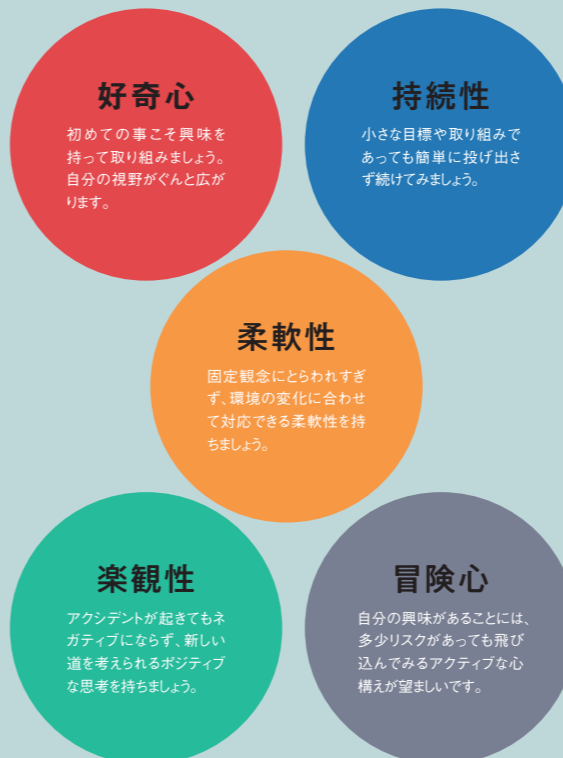 好奇心
初めての事こそ興味を
持って取り組みましょう。
自分の視野がぐんと広が
ります。
持続性
小さな目標や取り組みで
あっても簡単に投げ出さ
ず続けてみましょう。
柔軟性
固定観念にとらわれすぎ
ず、環境の変化に合わせ
て対応できる柔軟性を持
ちましょう。
楽観性
アクシデントが起きてもネ
ガティブにならず、新しい
道を考えられるポジティブ
な思考を持ちましょう。
冒険心
自分の興味があることには、
多少リスクがあっても飛び
込んでみるアクティブな心
構えが望ましいです。